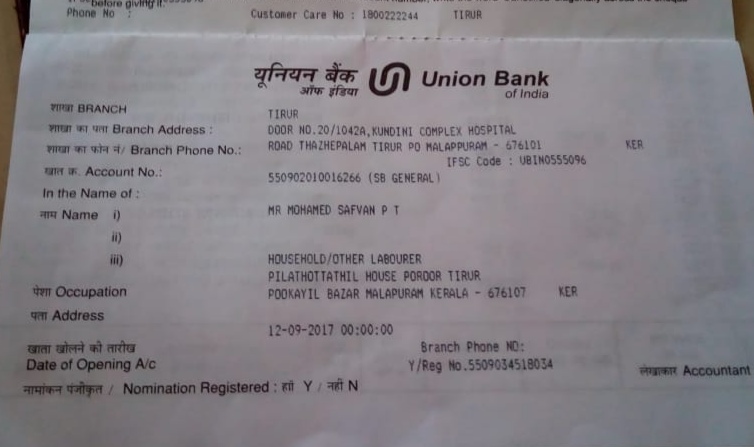 before giving it.
Phone No : Customer Care No : 1800222244 TIRUR
यूनियन बैंक Union Bank
ऑफ इंडिया of India
शाखा BRANCH TIRUR
शाखा का पता Branch Address : DOOR NO.20/1042A,KUNDINI COMPLEX HOSPITAL
शाखा का फोन नं/ Branch Phone No.: ROAD THAZHEPALAM TIRUR PO MALAPPURAM - 676101 KER
IFSC Code : UBIN0555096
खात क्र. Account No.: 550902010016266 (SB GENERAL)
In the Name of :
नाम Name i) MR MOHAMED SAFVAN P T
ii)
iii) HOUSEHOLD/OTHER LABOURER
PILATHOTTATHIL HOUSE POROOR TIRUR
पेशा Occupation POOKAYIL BAZAR MALAPURAM KERALA - 676107 KER
पता Address
12-09-2017 00:00:00
खाता खोलने की तारीख Branch Phone NO:
Date of Opening A/c Y/Reg No.5509034518034 लेखाकार Accountant
नामांकन पंजीकृत / Nomination Registered : हाँ Y / नहीं N